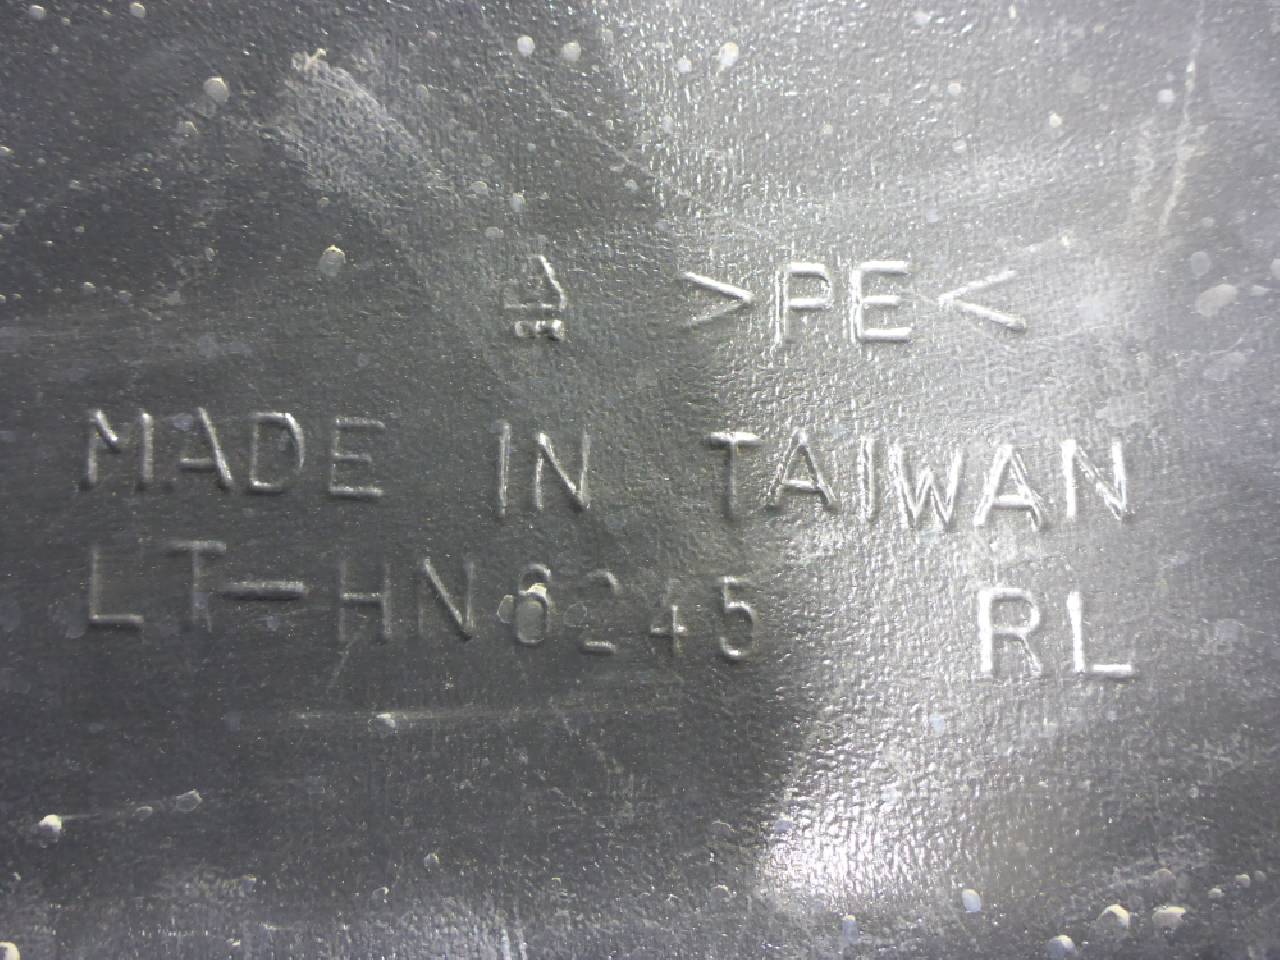 >PE<
MADE IN TAIWAN
LT-HN6245 RL